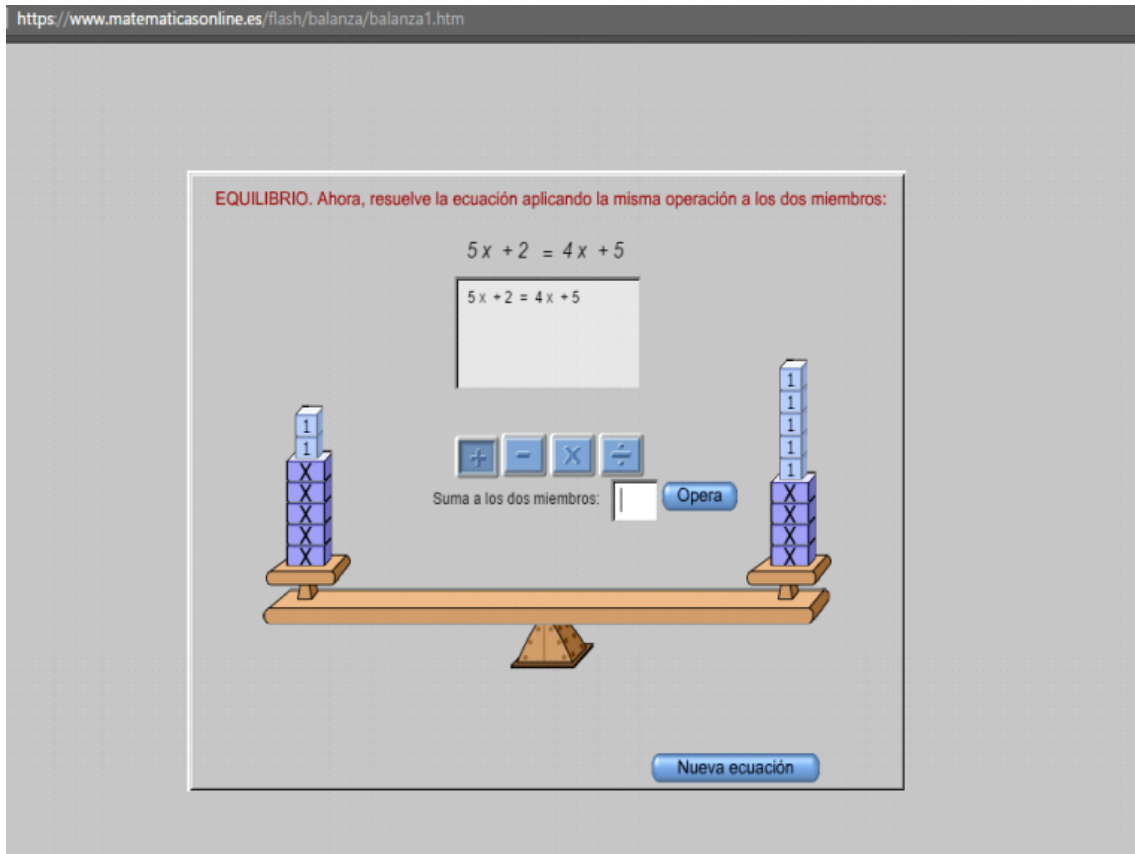 https://www.matematicasonline.es/flash/balanza/balanza1.htm
EQUILIBRIO. Ahora, resuelve la ecuación aplicando la misma operación a los dos miembros:
5x +2 = 4x +5
5x +2 = 4x +5
+ - X ÷
Suma a los dos miembros: Opera
1
1
X
X
X
X
X
1
1
1
1
1
X
X
X
X
Nueva ecuación